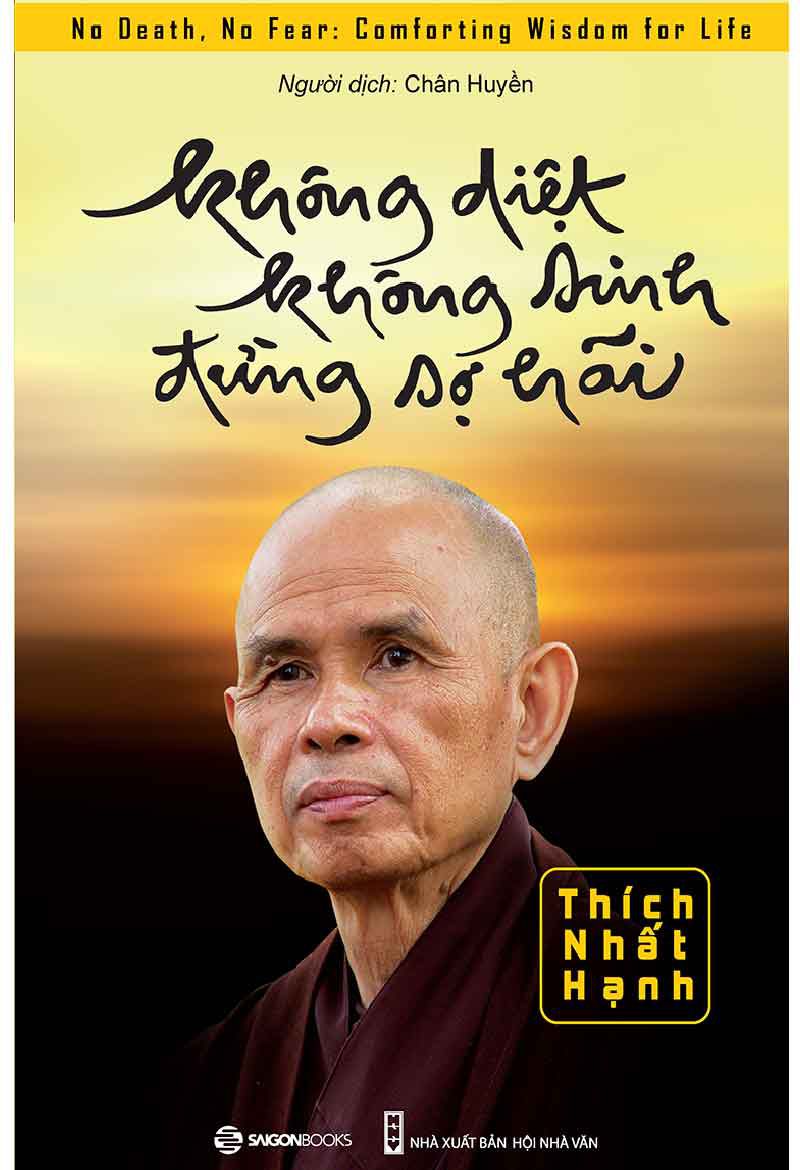 No Death, No Fear: Comforting Wisdom for Life
Người dịch: Chân Huyền
không diệt
không sinh
đừng sợ hãi
Thích
Nhất
Hạnh
SAIGONBOOKS
NHÀ XUẤT BẢN HỘI NHÀ VĂN